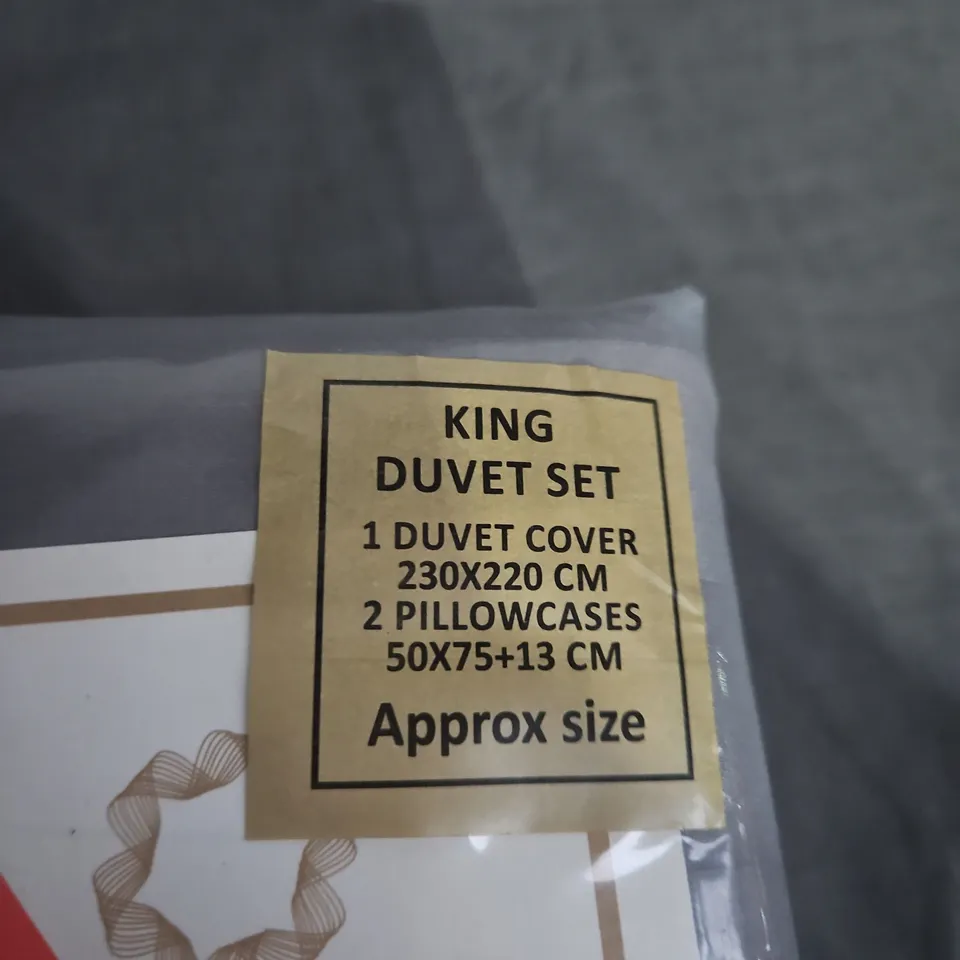 KING
DUVET SET
1 DUVET COVER
230X220 CM
2 PILLOWCASES
50X75+13 CM
Approx size